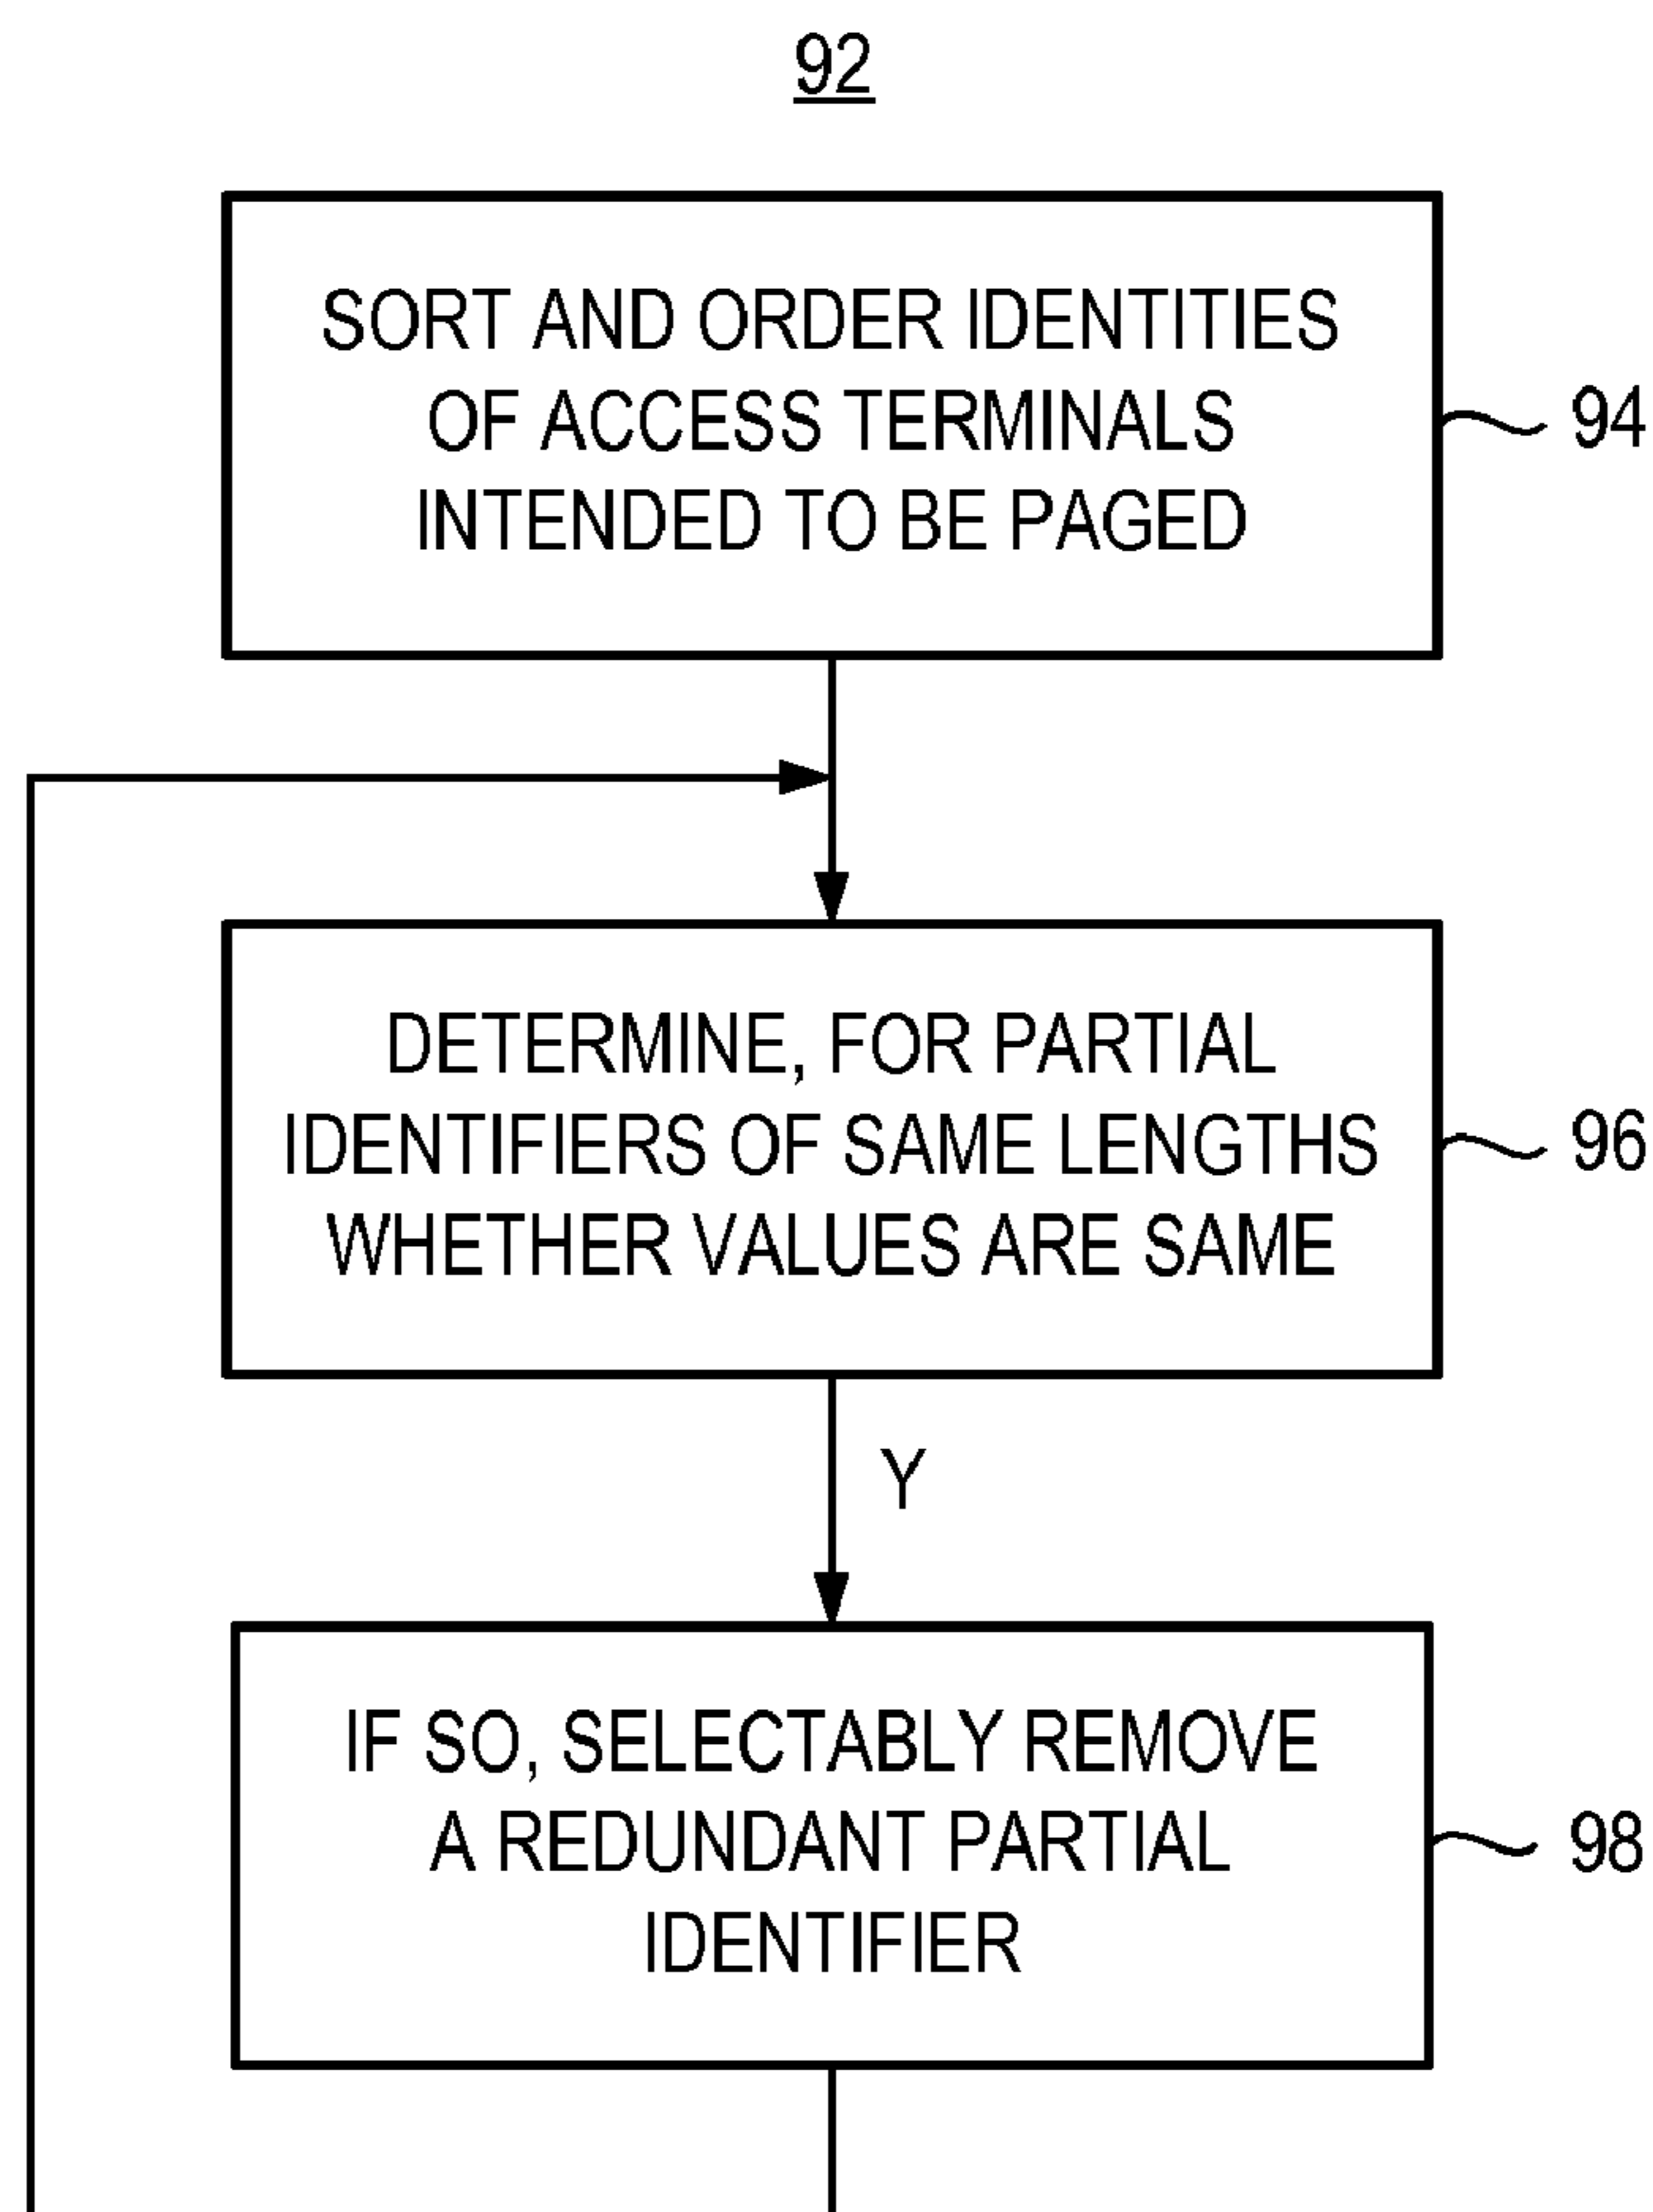 92
SORT AND ORDER IDENTITIES
OF ACCESS TERMINALS
INTENDED TO BE PAGED
94
DETERMINE, FOR PARTIAL
IDENTIFIERS OF SAME LENGTHS
WHETHER VALUES ARE SAME
96
Y
IF SO, SELECTABLY REMOVE
A REDUNDANT PARTIAL
IDENTIFIER
98